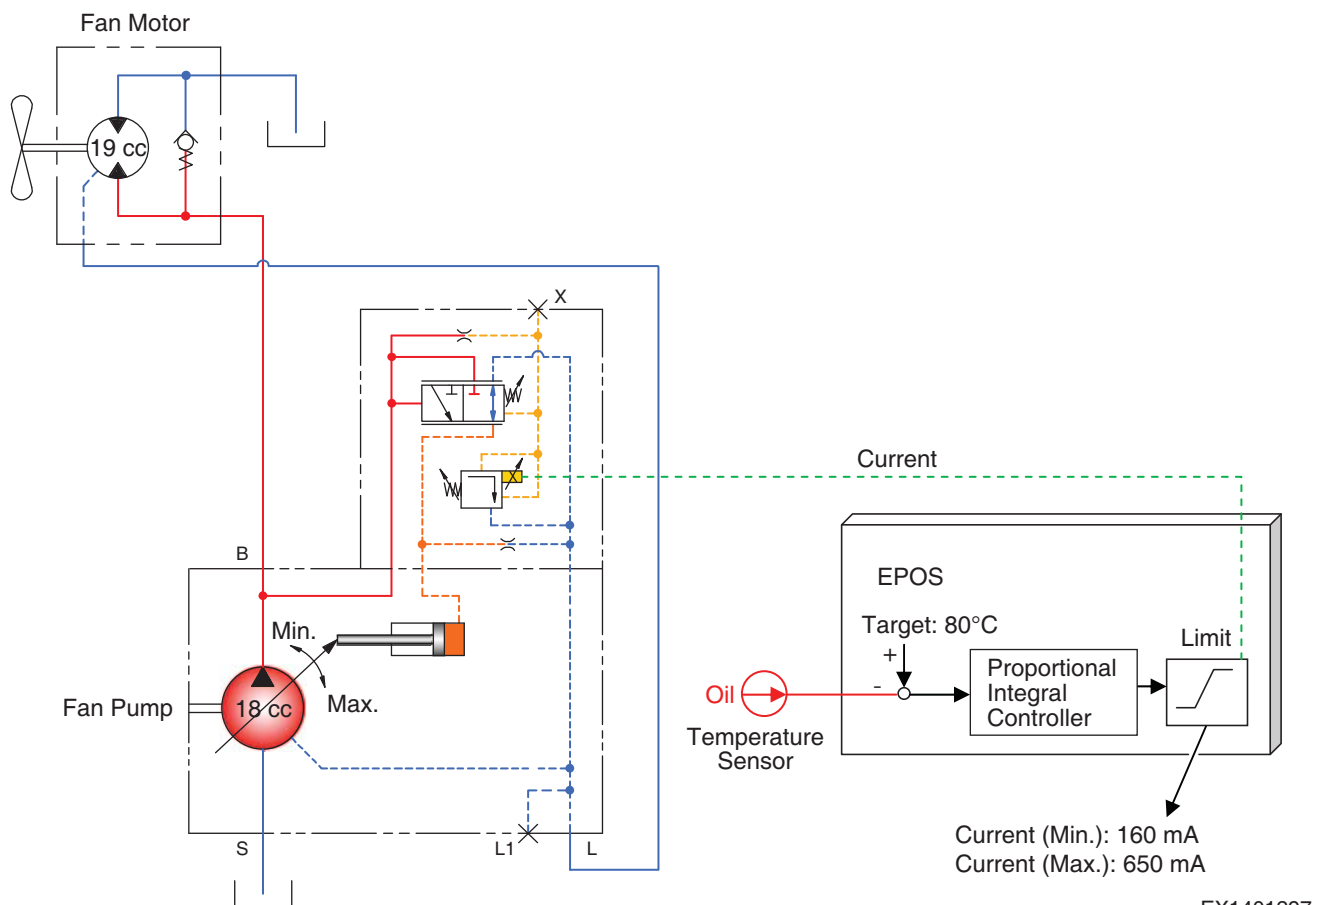 Fan Motor
19 cc
X
Current
B
EPOS
Target: 80°C
+
-
Min.
Max.
Limit
Proportional
Integral
Controller
Oil
Temperature
Sensor
Fan Pump
18 cc
S
L1
L
Current (Min.): 160 mA
Current (Max.): 650 mA